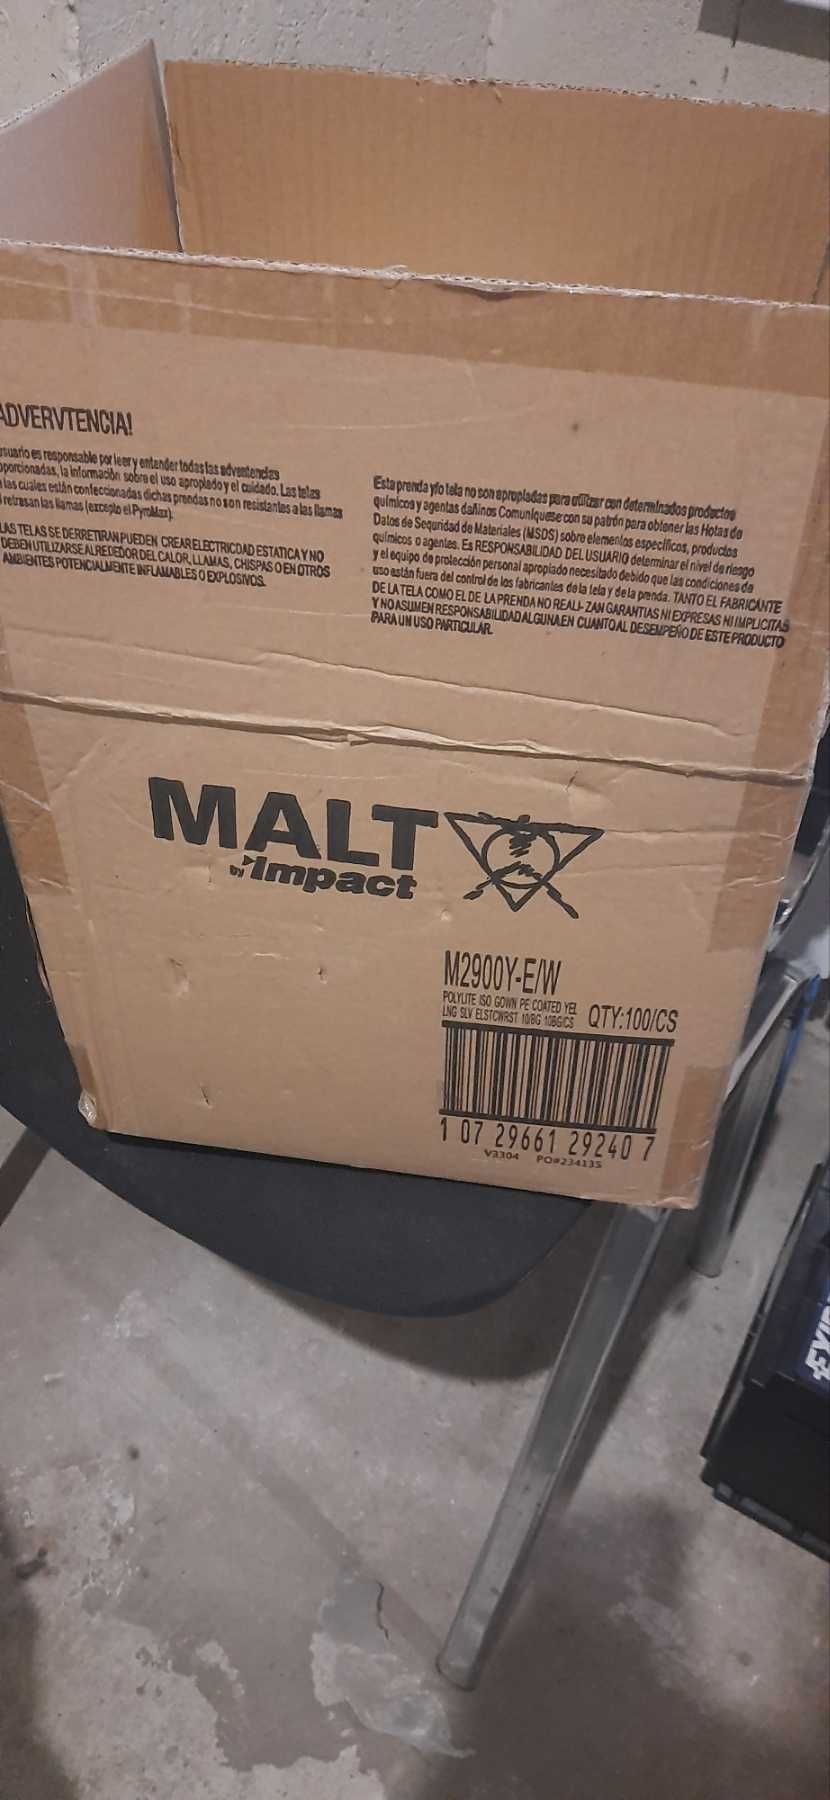 ADVERVTENCIA!
usuario es responsable por leer y entender todas las adventencias
oporcionadas, la información sobre el uso apropiado y el cuidado. Las telas
las cuales están confeccionadas dichas prendas no son resistantes a las llamas
retrasan las llamas (excepto el PyroMax).
LAS TELAS SE DERRETIRAN PUEDEN CREAR ELECTRICDAD ESTATICA Y NO
DEBEN UTILIZARSE ALREDEDOR DEL CALOR, LLAMAS, CHISPAS O EN OTROS
AMBIENTES POTENCIALMENTE INFLAMABLES O EXPLOSIVOS.
Esta prenda y/o tela no son apropladas para utilizar con determinados productos
químicos y agentas dañinos Comuníquese con su patrón para obtener las Hotas de
Datos de Sequridad de Materiales (MSDS) sobre elementos específicos, productos
químicos o agentes. Es RESPONSABILIDAD DEL USUARIO determinar el nivel de riesgo
y el equipo de protección personal apropiado necesitado debido que las condiciones de
uso están fuera del control de los fabricantes de la tela y de la prenda. TANTO EL FABRICANTE
DE LA TELA COMO EL DE LA PRENDA NO REALI- ZAN GARANTIAS NI EXPRESAS NI IMPLICITAS
Y NO ASUMEN RESPONSABILIDAD ALGUNA EN CUANTO AL DESEMPEÑO DE ESTE PRODUCTO
PARA UN USO PARTICULAR.
MALT
by impact
M2900Y-E/W
POLYLITE ISO GOWN PE COATED YEL
LNG SLV ELSTCWRST 10/BG 10BG/CS QTY:100/CS
1 07 29661 29240 7
V3304 PO#234135